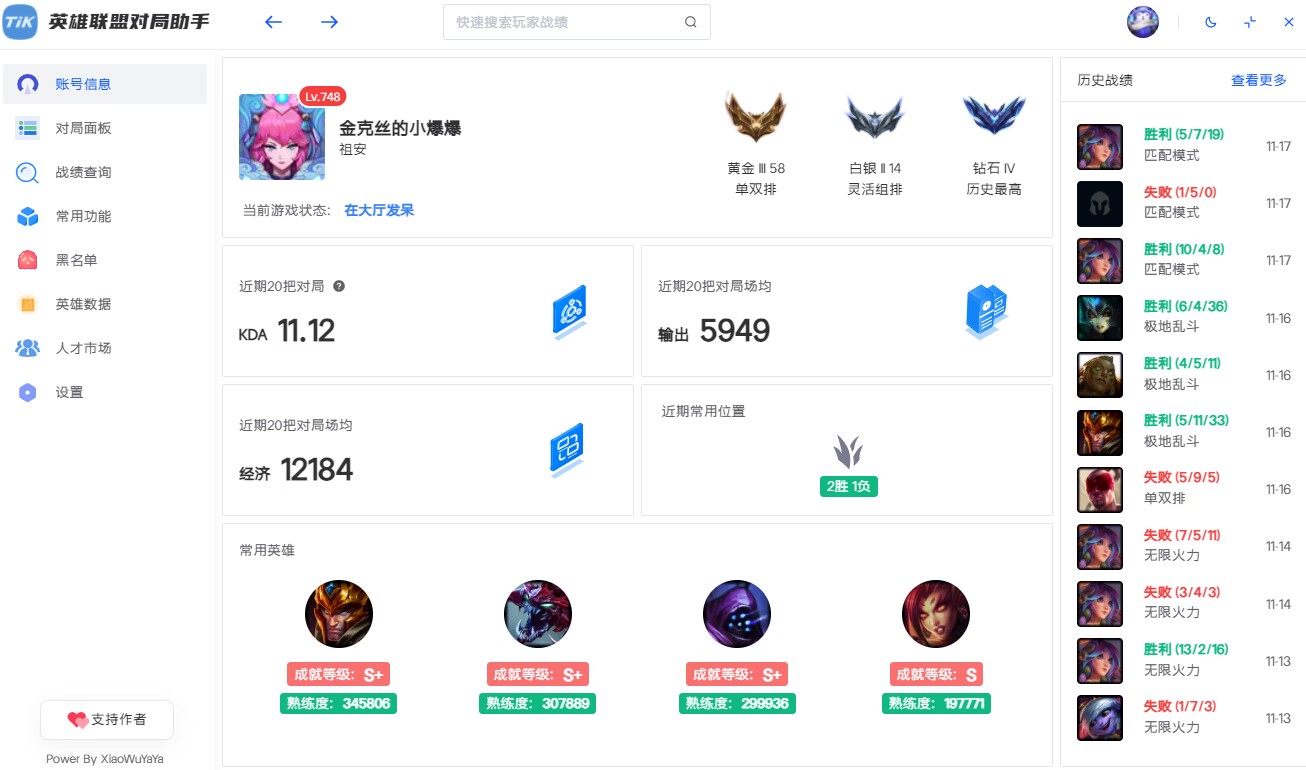 TiK 英雄联盟对局助手
快速搜索玩家战绩
账号信息
对局面板
战绩查询
常用功能
黑名单
英雄数据
人才市场
设置
支持作者
Power By XiaoWuYaYa
Lv.748
金克丝的小爆爆
祖安
当前游戏状态: 在大厅发呆
黄金 III 58
单双排
白银 II 14
灵活组排
钻石 IV
历史最高
近期20把对局 ?
KDA 11.12
近期20把对局场均
输出 5949
近期20把对局场均
经济 12184
近期常用位置
2胜 1负
常用英雄
成就等级: S+
熟练度: 345806
成就等级: S+
熟练度: 307889
成就等级: S+
熟练度: 299936
成就等级: S
熟练度: 197771
历史战绩 查看更多
胜利 (5/7/19)
匹配模式
11-17
失败 (1/5/0)
匹配模式
11-17
胜利 (10/4/8)
匹配模式
11-17
胜利 (6/4/36)
极地乱斗
11-16
胜利 (4/5/11)
极地乱斗
11-16
胜利 (5/11/33)
极地乱斗
11-16
失败 (5/9/5)
单双排
11-16
失败 (7/5/11)
无限火力
11-14
失败 (3/4/3)
无限火力
11-14
胜利 (13/2/16)
无限火力
11-13
失败 (1/7/3)
无限火力
11-13